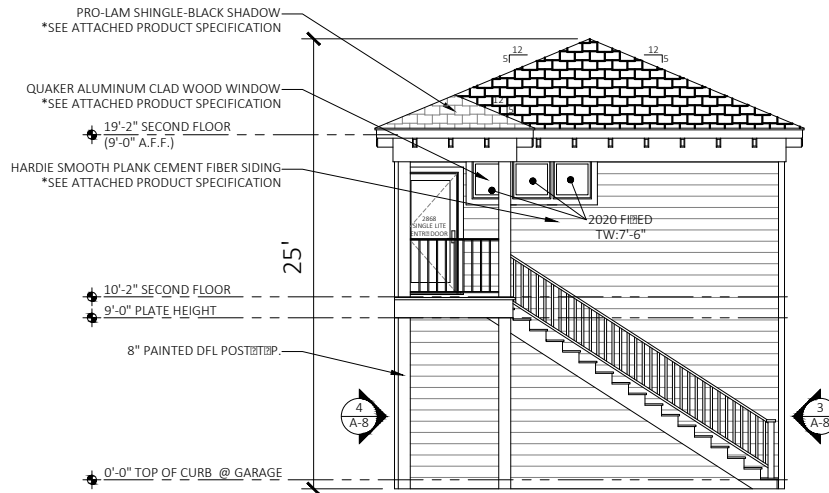 PRO-LAM SHINGLE-BLACK SHADOW
*SEE ATTACHED PRODUCT SPECIFICATION
12
5
12
5
QUAKER ALUMINUM CLAD WOOD WINDOW
*SEE ATTACHED PRODUCT SPECIFICATION
12
5
19'-2" SECOND FLOOR
(9'-0" A.F.F.)
HARDIE SMOOTH PLANK CEMENT FIBER SIDING
*SEE ATTACHED PRODUCT SPECIFICATION
2868
SINGLE LITE
DOOR
2020
TW:7'-6"
25'
10'-2" SECOND FLOOR
9'-0" PLATE HEIGHT
8" PAINTED DFL
4
A-8
3
A-8
0'-0" TOP OF CURB @ GARAGE